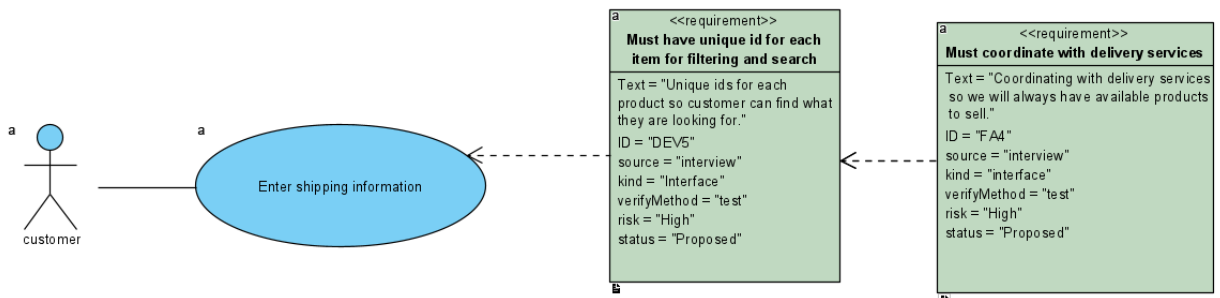 a
customer
a
Enter shipping information
a
<<requirement>>
Must have unique id for each
item for filtering and search
Text = "Unique ids for each
product so customer can find what
they are looking for."
ID = "DEV5"
source = "interview"
kind = "Interface"
verifyMethod = "test"
risk = "High"
status = "Proposed"
a
<<requirement>>
Must coordinate with delivery services
Text = "Coordinating with delivery services
so we will always have available products
to sell."
ID = "FA4"
source = "interview"
kind = "interface"
verifyMethod = "test"
risk = "High"
status = "Proposed"